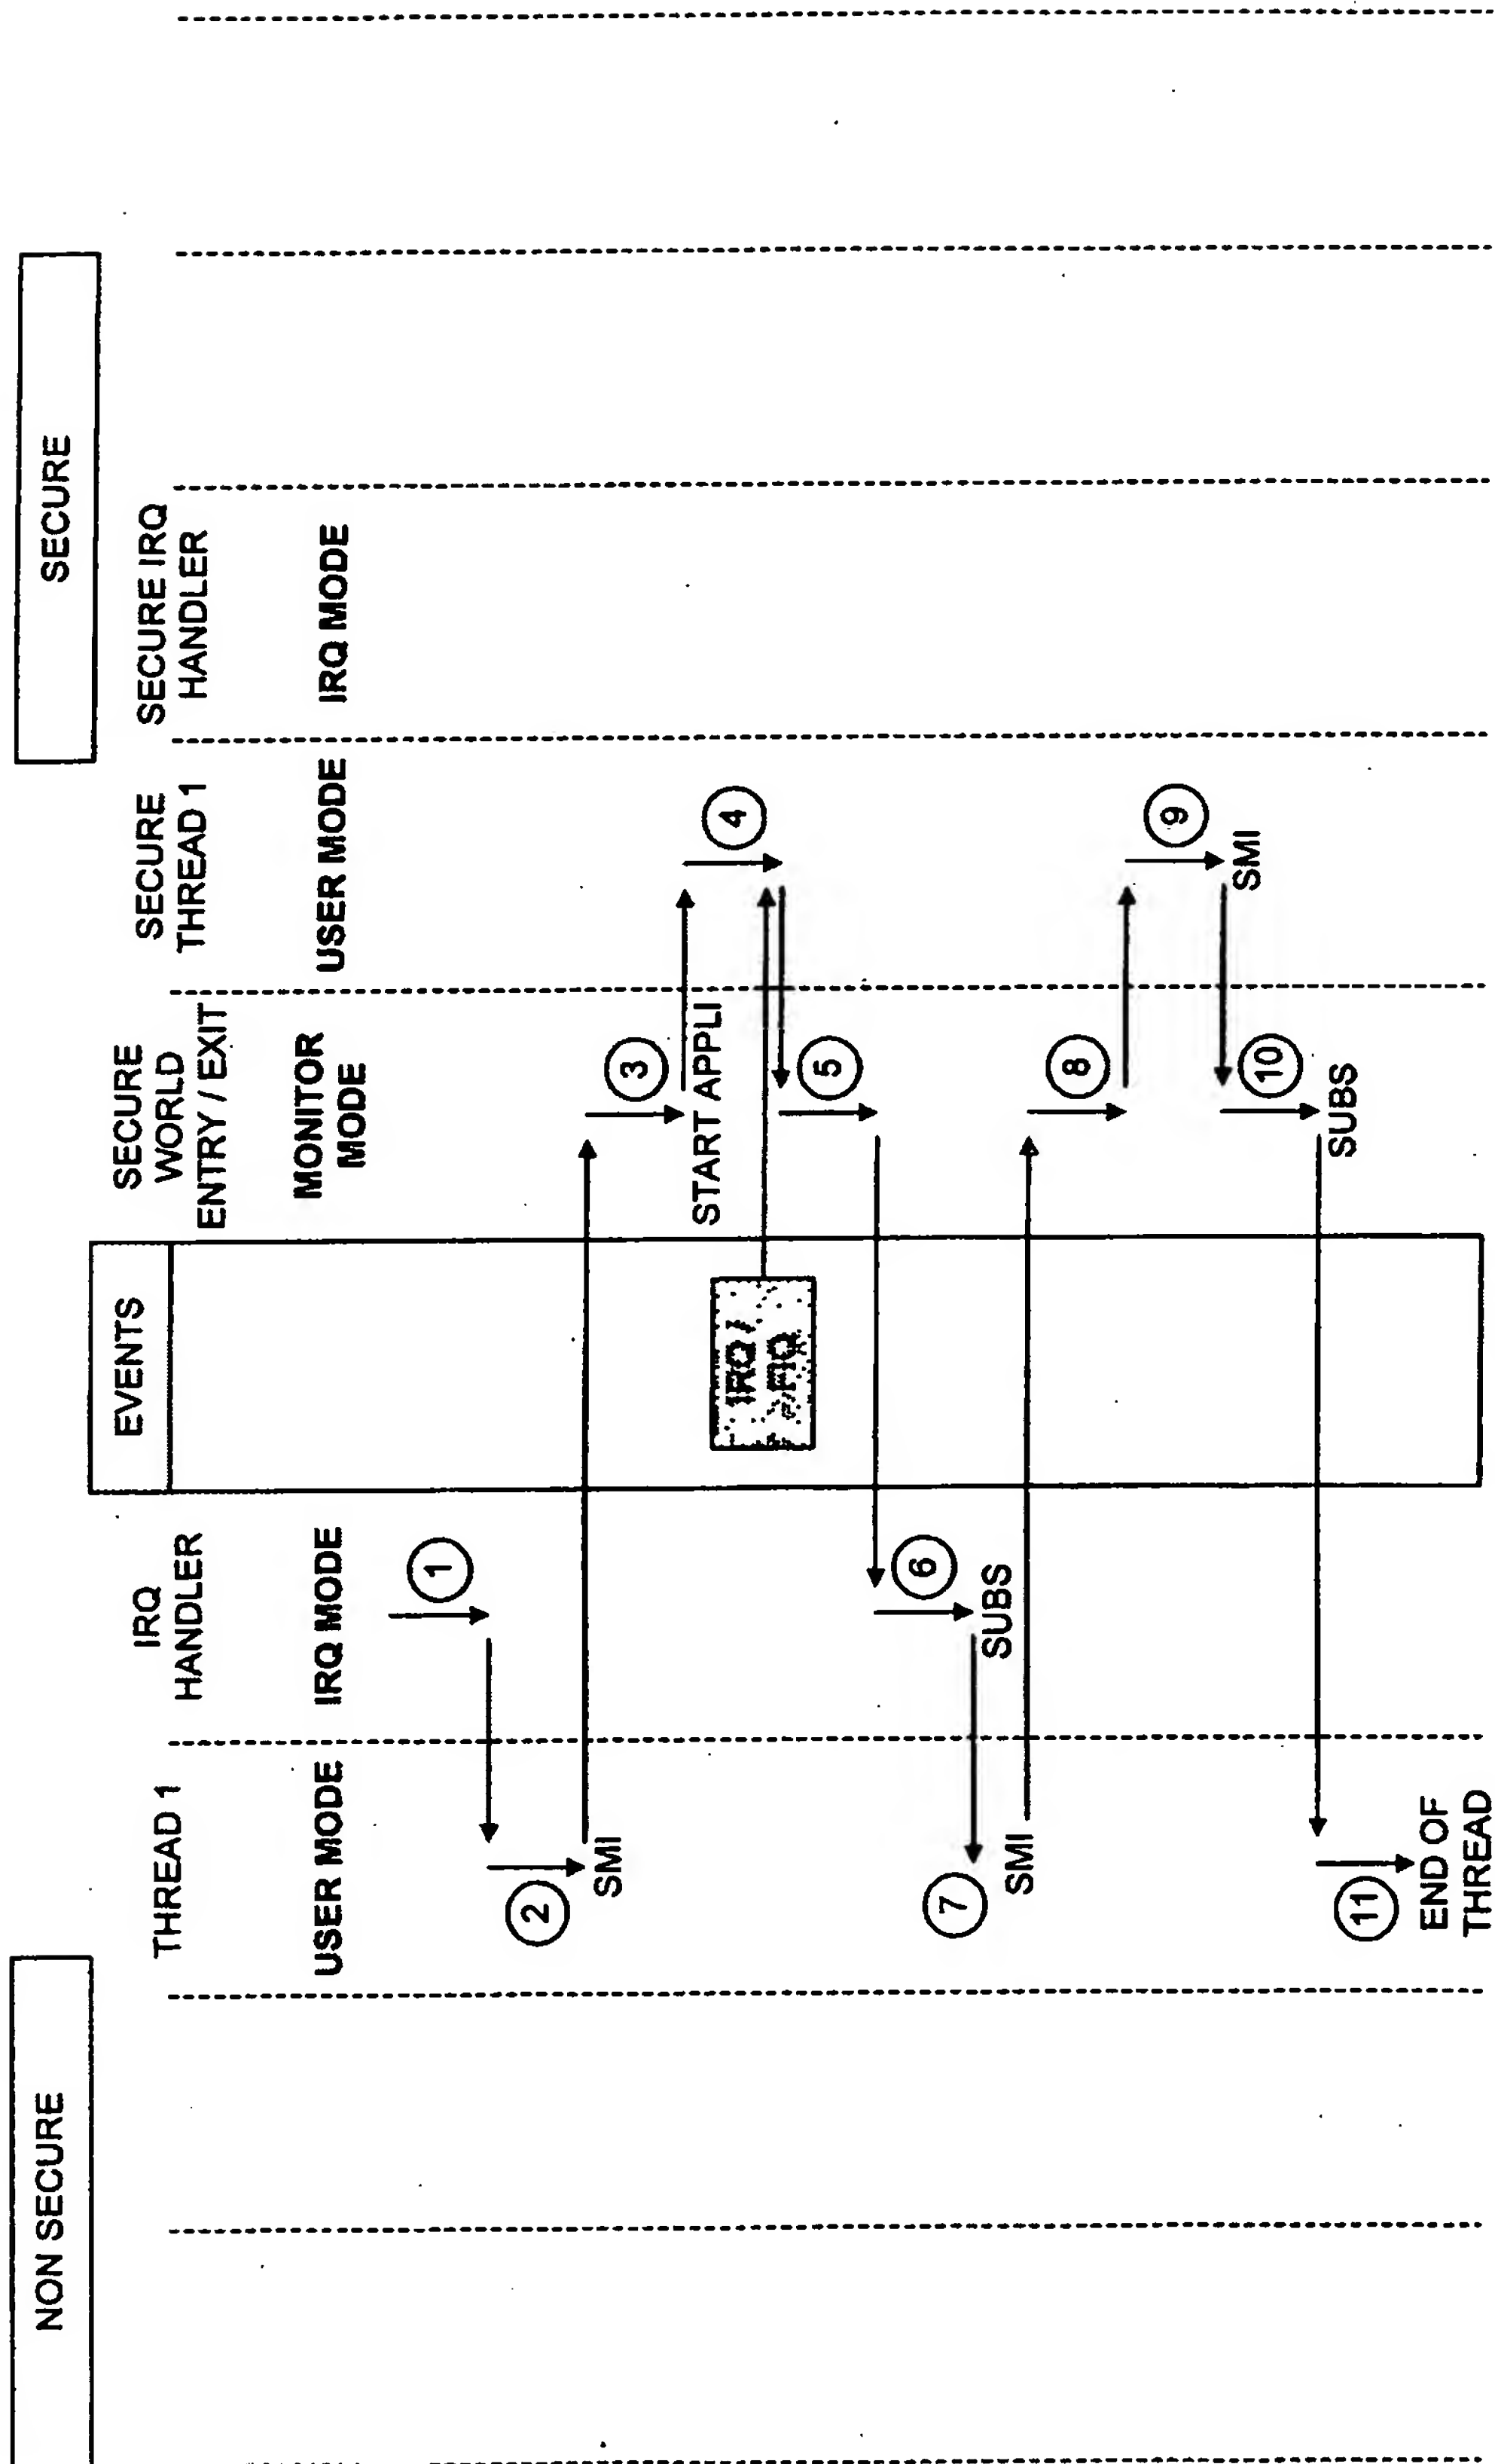 NON SECURE
SECURE
THREAD 1
USER MODE
IRQ
HANDLER
IRQ MODE
EVENTS
SECURE
WORLD
ENTRY / EXIT
MONITOR
MODE
SECURE
THREAD 1
USER MODE
SECURE IRQ
HANDLER
IRQ MODE
1
2
SMI
3
START APPLI
4
IRQ /
FIQ
5
6
SUBS
7
SMI
8
9
SMI
10
SUBS
11
END OF
THREAD